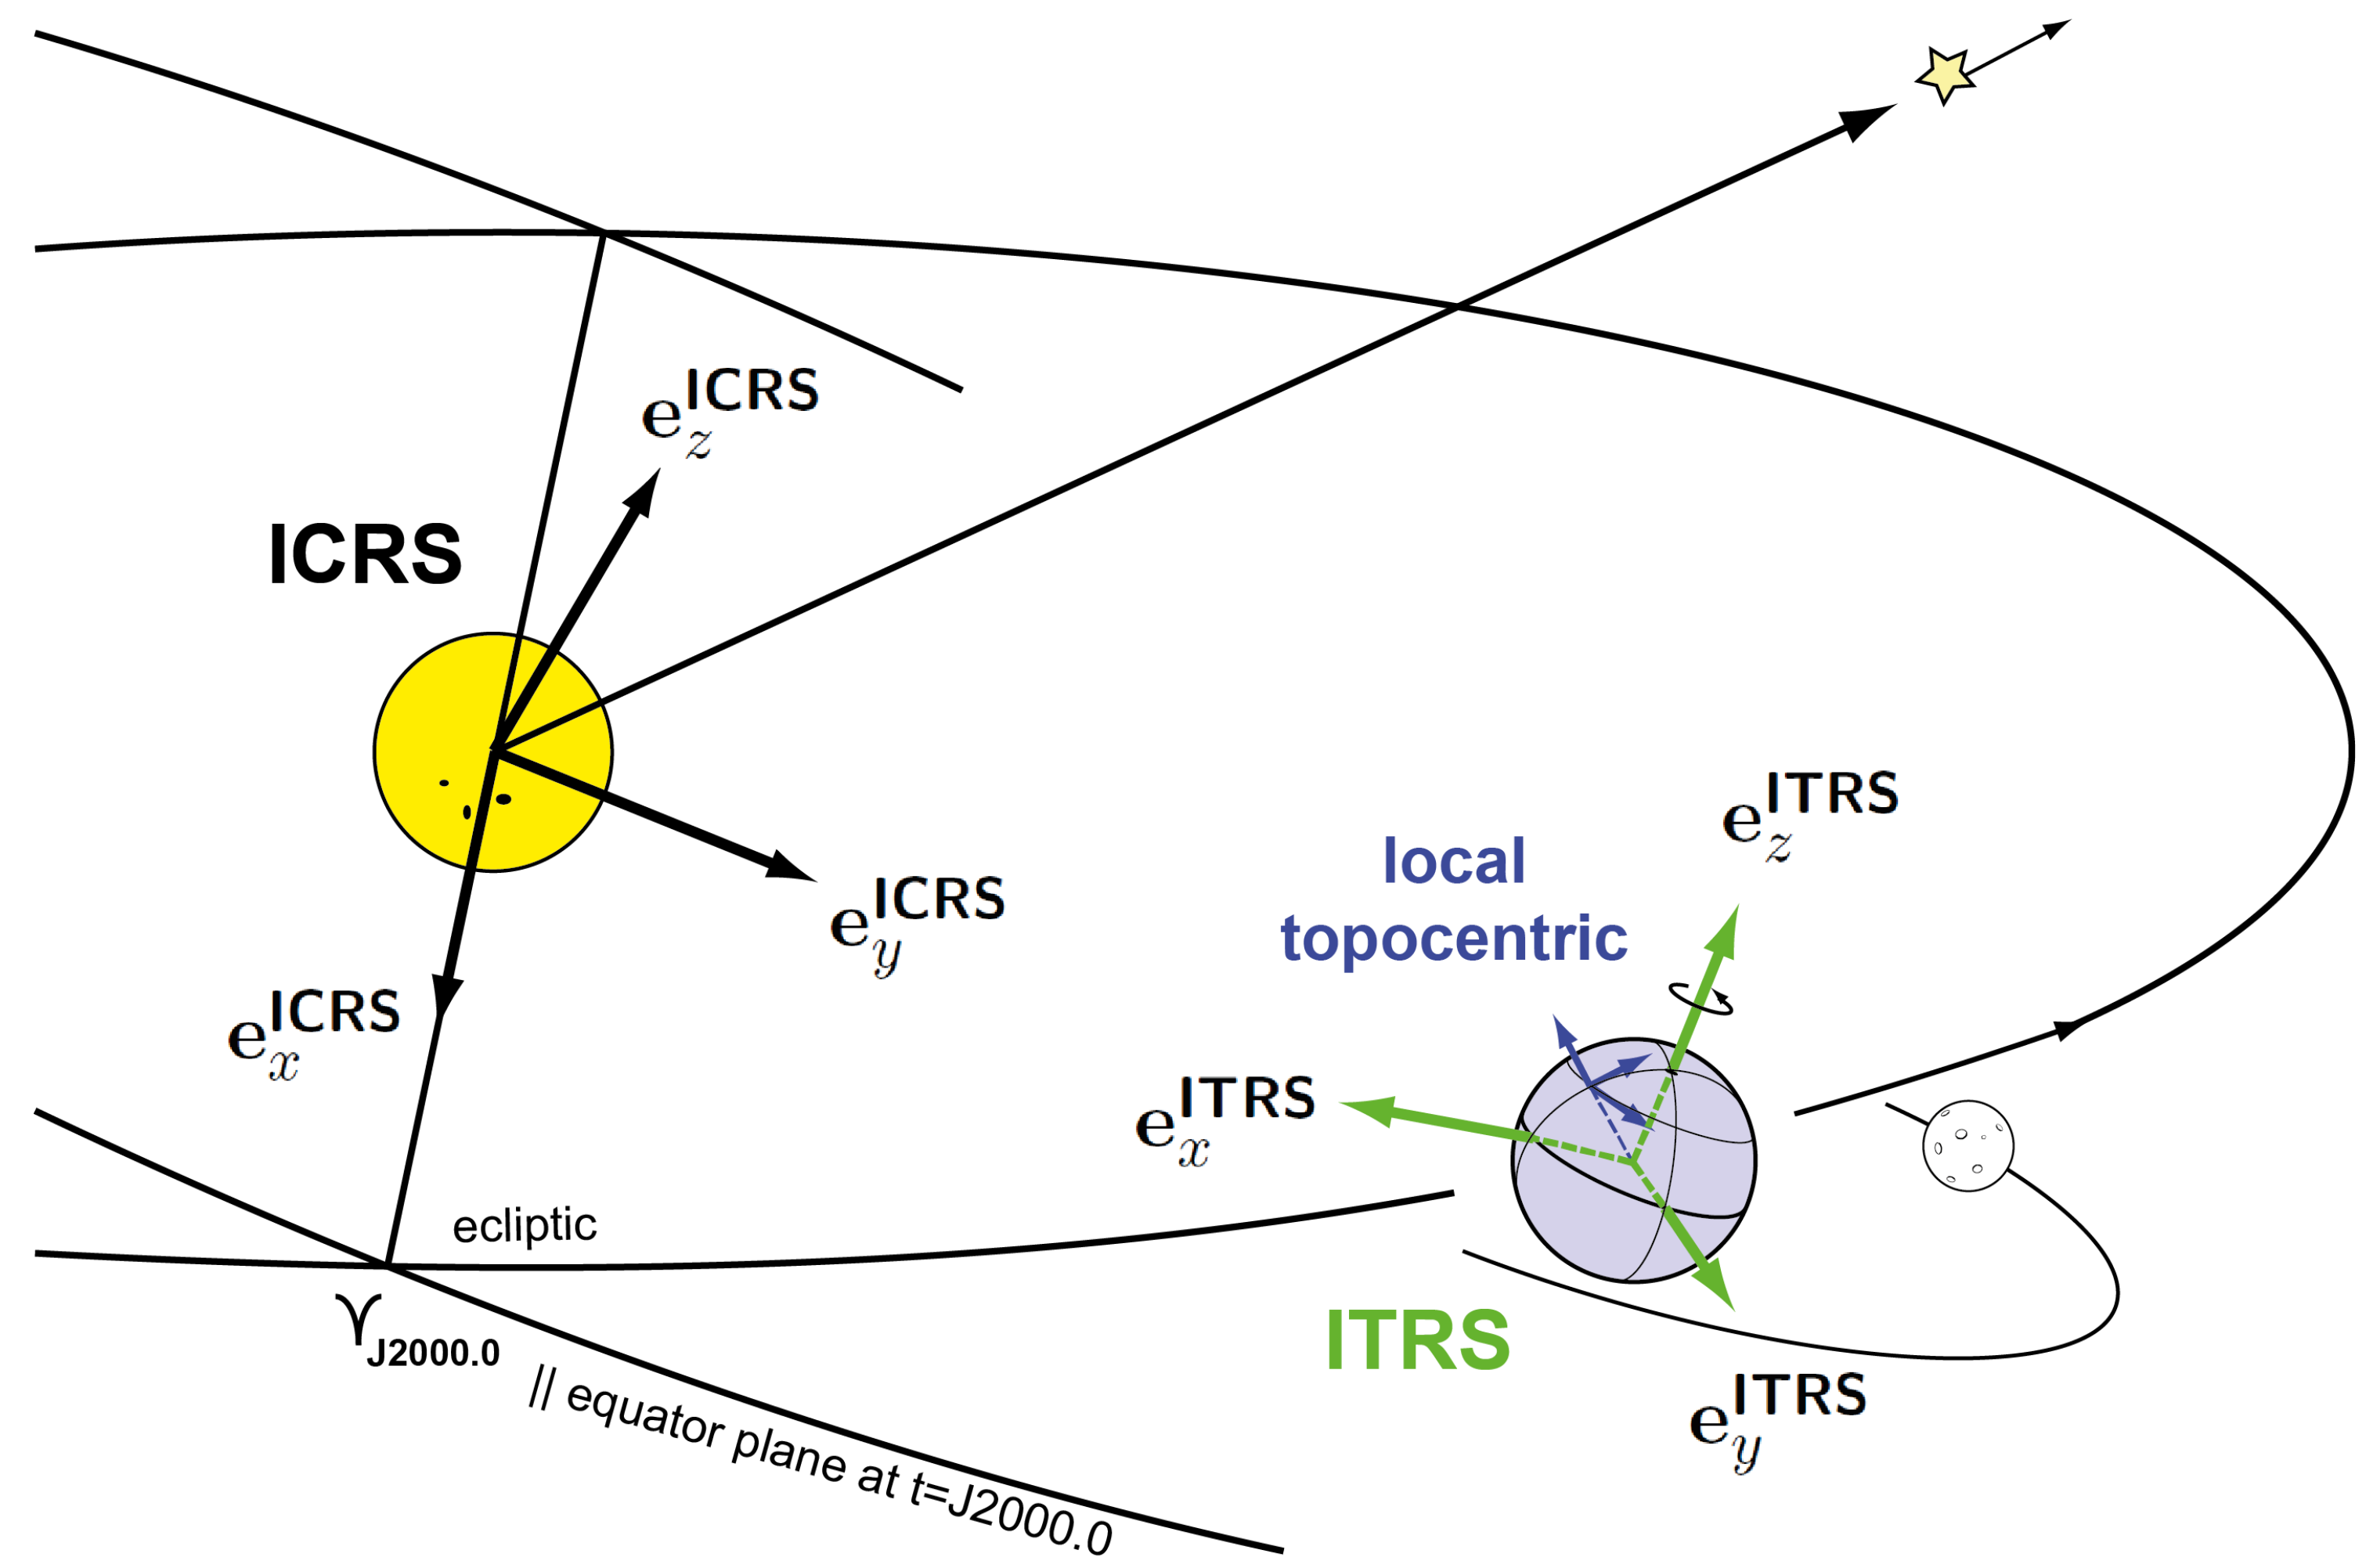 e_z^ICRS
ICRS
e_y^ICRS
e_x^ICRS
e_z^ITRS
local
topocentric
e_x^ITRS
ecliptic
ITRS
♈J2000.0
e_y^ITRS
// equator plane at t=J2000.0